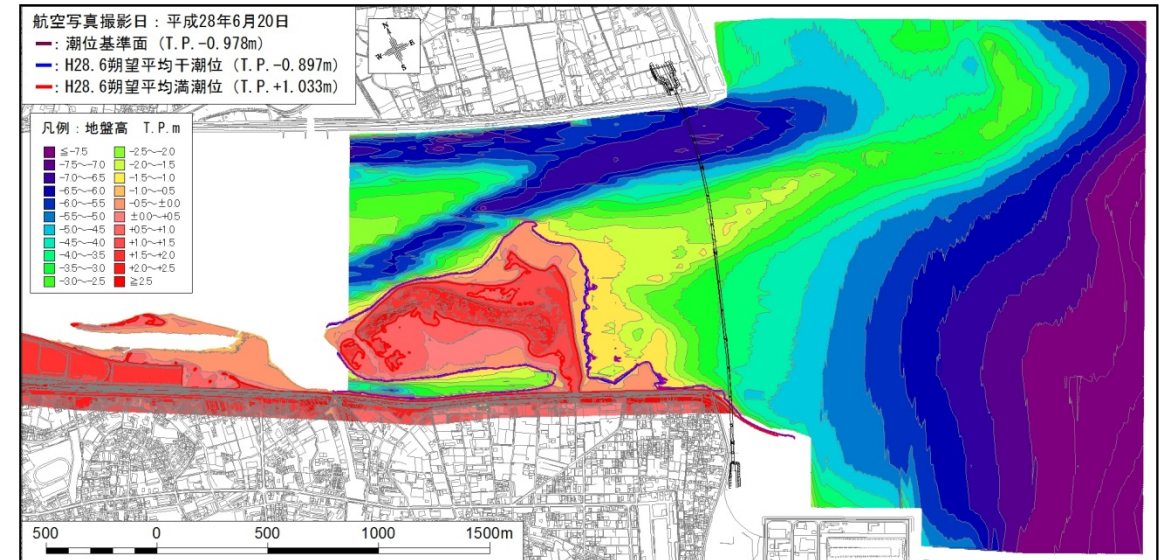 航空写真撮影日：平成28年6月20日
―：潮位基準面（T.P.-0.978m）
―：H28.6朔望平均干潮位（T.P.-0.897m）
―：H28.6朔望平均満潮位（T.P.+1.033m）
N
W
E
S
凡例：地盤高 T.P.m
≦-7.5
-7.5～-7.0
-7.0～-6.5
-6.5～-6.0
-6.0～-5.5
-5.5～-5.0
-5.0～-4.5
-4.5～-4.0
-4.0～-3.5
-3.5～-3.0
-3.0～-2.5
-2.5～-2.0
-2.0～-1.5
-1.5～-1.0
-1.0～-0.5
-0.5～±0.0
±0.0～+0.5
+0.5～+1.0
+1.0～+1.5
+1.5～+2.0
+2.0～+2.5
≧2.5
500 0 500 1000 1500m